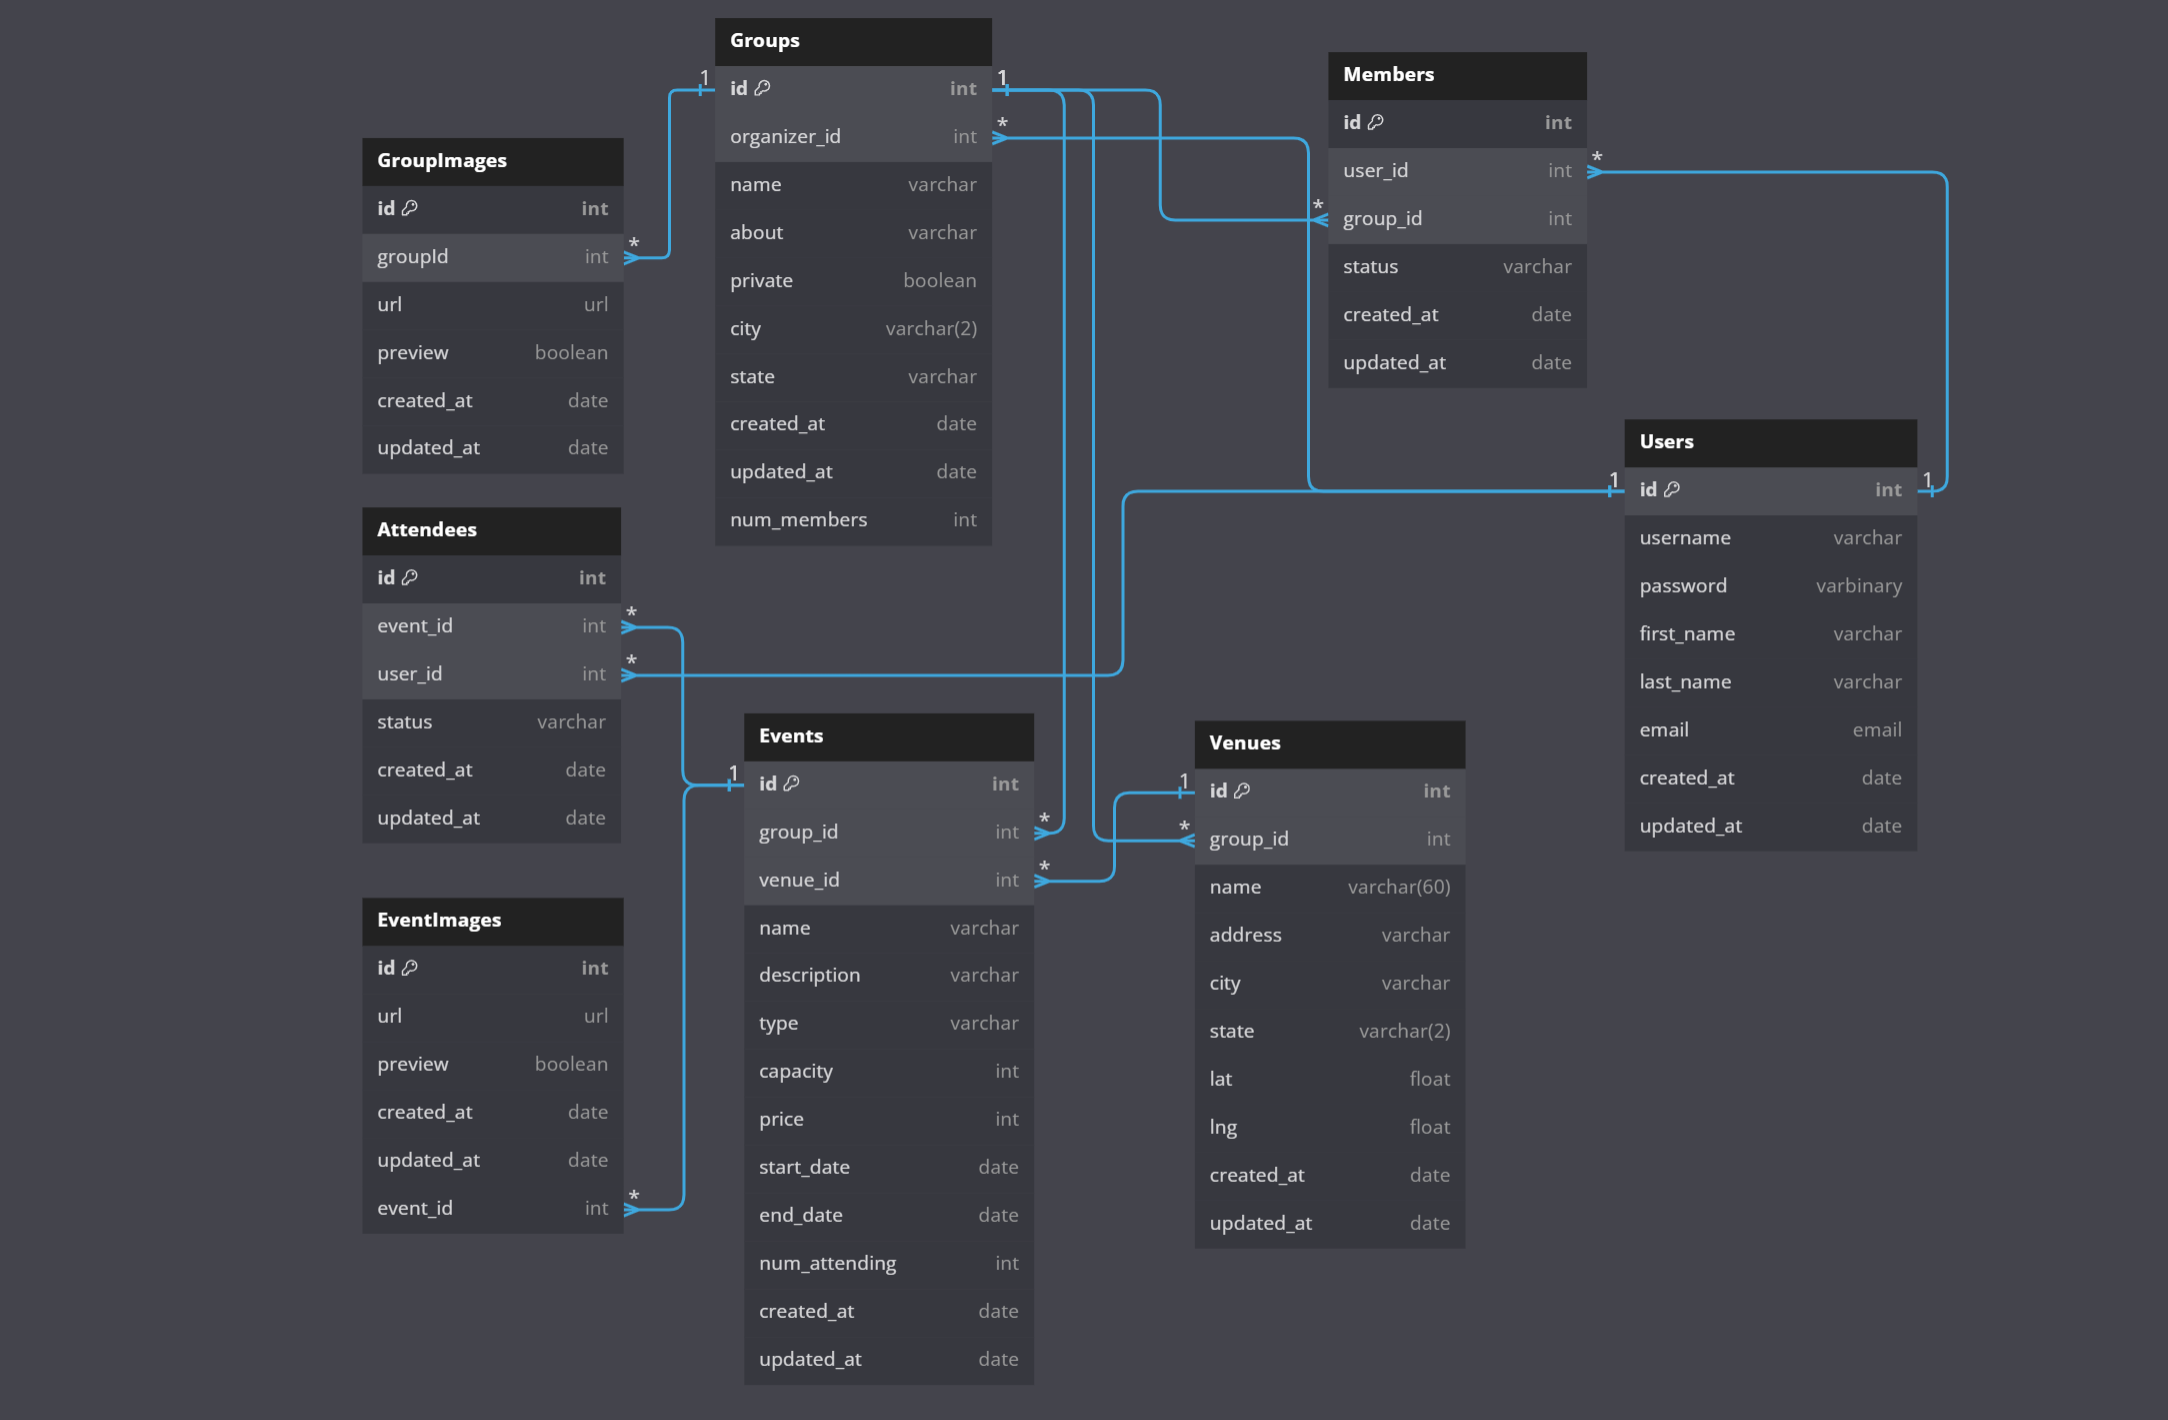 Groups
id int
organizer_id int
name varchar
about varchar
private boolean
city varchar(2)
state varchar
created_at date
updated_at date
num_members int
1
1
*
Members
id int
user_id int
group_id int
status varchar
created_at date
updated_at date
*
*
GroupImages
id int
groupId int
url url
preview boolean
created_at date
updated_at date
*
Users
id int
username varchar
password varbinary
first_name varchar
last_name varchar
email email
created_at date
updated_at date
1
1
Attendees
id int
event_id int
user_id int
status varchar
created_at date
updated_at date
*
*
Events
id int
group_id int
venue_id int
name varchar
description varchar
type varchar
capacity int
price int
start_date date
end_date date
num_attending int
created_at date
updated_at date
1
*
*
Venues
id int
group_id int
name varchar(60)
address varchar
city varchar
state varchar(2)
lat float
lng float
created_at date
updated_at date
1
*
EventImages
id int
url url
preview boolean
created_at date
updated_at date
event_id int
*